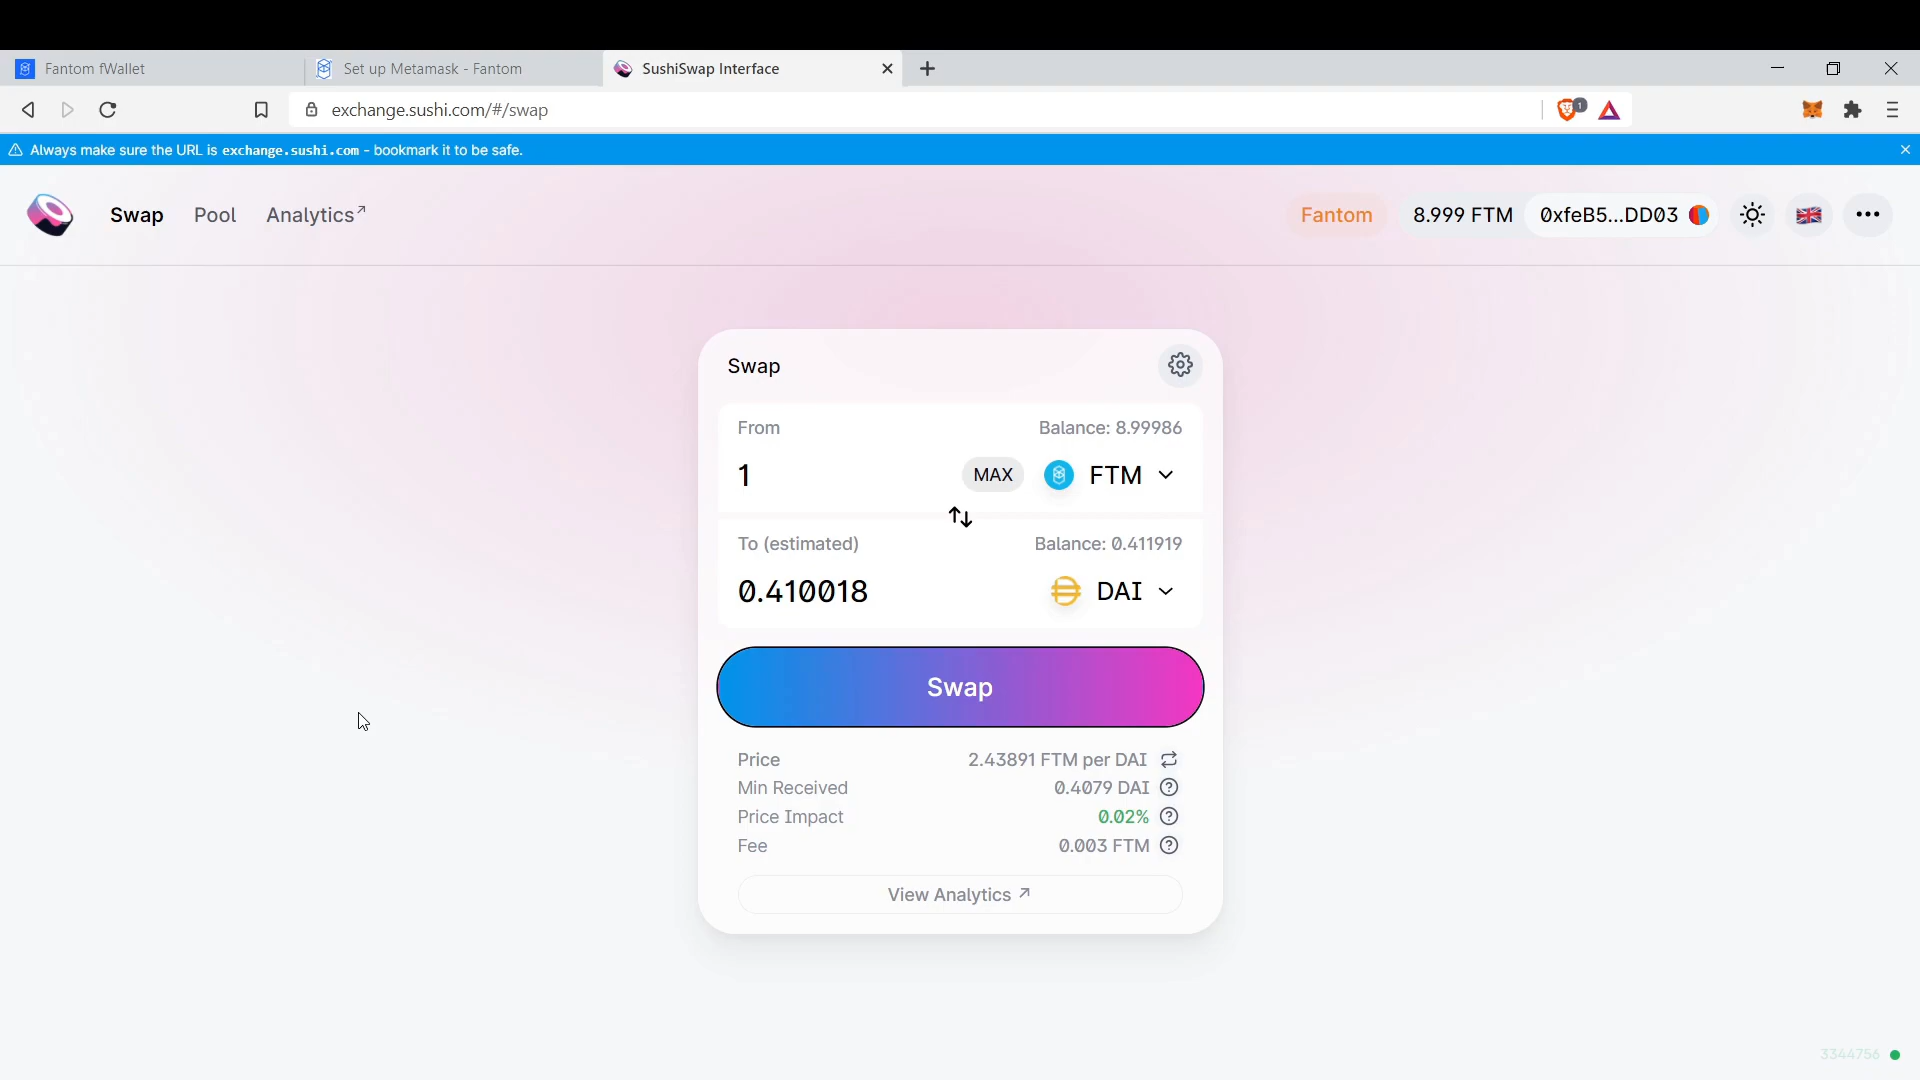 Fantom fWallet
Set up Metamask - Fantom
SushiSwap Interface
exchange.sushi.com/#/swap
1
Always make sure the URL is exchange.sushi.com - bookmark it to be safe.
Swap
Pool
Analytics↗
Fantom
8.999 FTM
0xfeB5...DD03
Swap
From
Balance: 8.99986
1
MAX
FTM
To (estimated)
Balance: 0.411919
0.410018
DAI
Swap
Price
2.43891 FTM per DAI
Min Received
0.4079 DAI
Price Impact
0.02%
Fee
0.003 FTM
View Analytics ↗
3344756